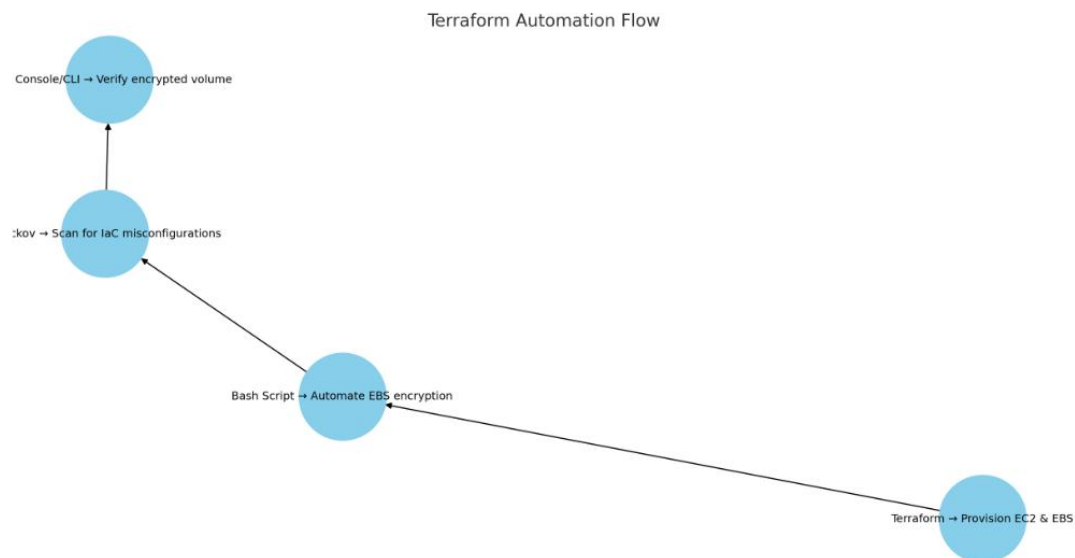 Terraform Automation Flow
Console/CLI → Verify encrypted volume
ckov → Scan for IaC misconfigurations
Bash Script → Automate EBS encryption
Terraform → Provision EC2 & EBS